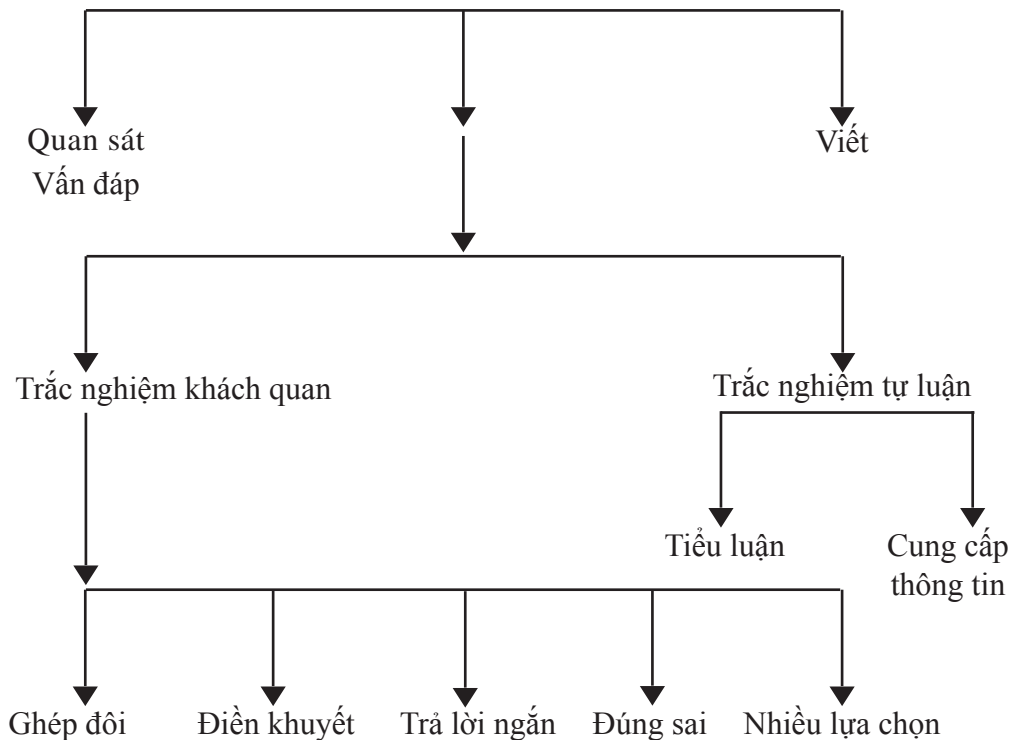 Quan sát
Vấn đáp
Viết
Trắc nghiệm khách quan
Trắc nghiệm tự luận
Tiểu luận
Cung cấp
thông tin
Ghép đôi
Điền khuyết
Trả lời ngắn
Đúng sai
Nhiều lựa chọn